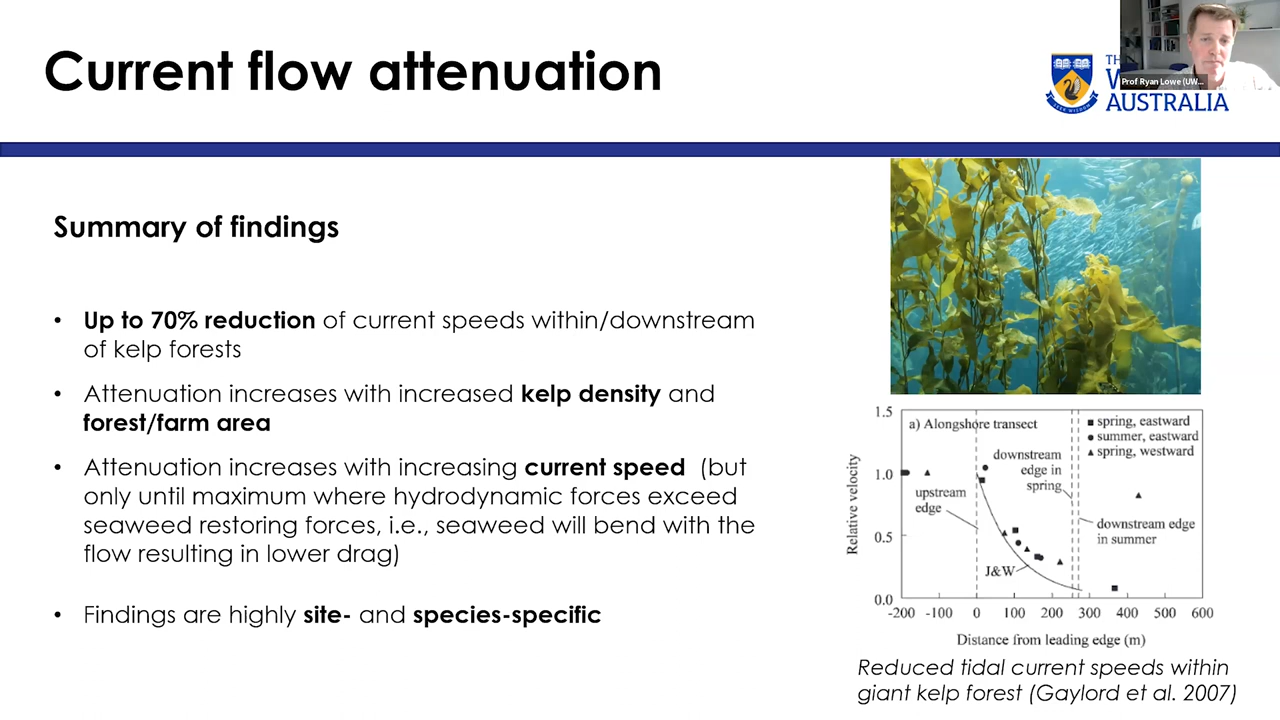 Current flow attenuation
Prof Ryan Lowe (UW...
TH
W
AUSTRALIA
Summary of findings
• Up to 70% reduction of current speeds within/downstream
of kelp forests
• Attenuation increases with increased kelp density and
forest/farm area
• Attenuation increases with increasing current speed (but
only until maximum where hydrodynamic forces exceed
seaweed restoring forces, i.e., seaweed will bend with the
flow resulting in lower drag)
• Findings are highly site- and species-specific
a) Alongshore transect
spring, eastward
summer, eastward
spring, westward
downstream
edge in
spring
upstream
edge
downstream edge
in summer
J&W
Relative velocity
1.5
1.0
0.5
0.0
-200 -100 0 100 200 300 400 500 600
Distance from leading edge (m)
Reduced tidal current speeds within
giant kelp forest (Gaylord et al. 2007)